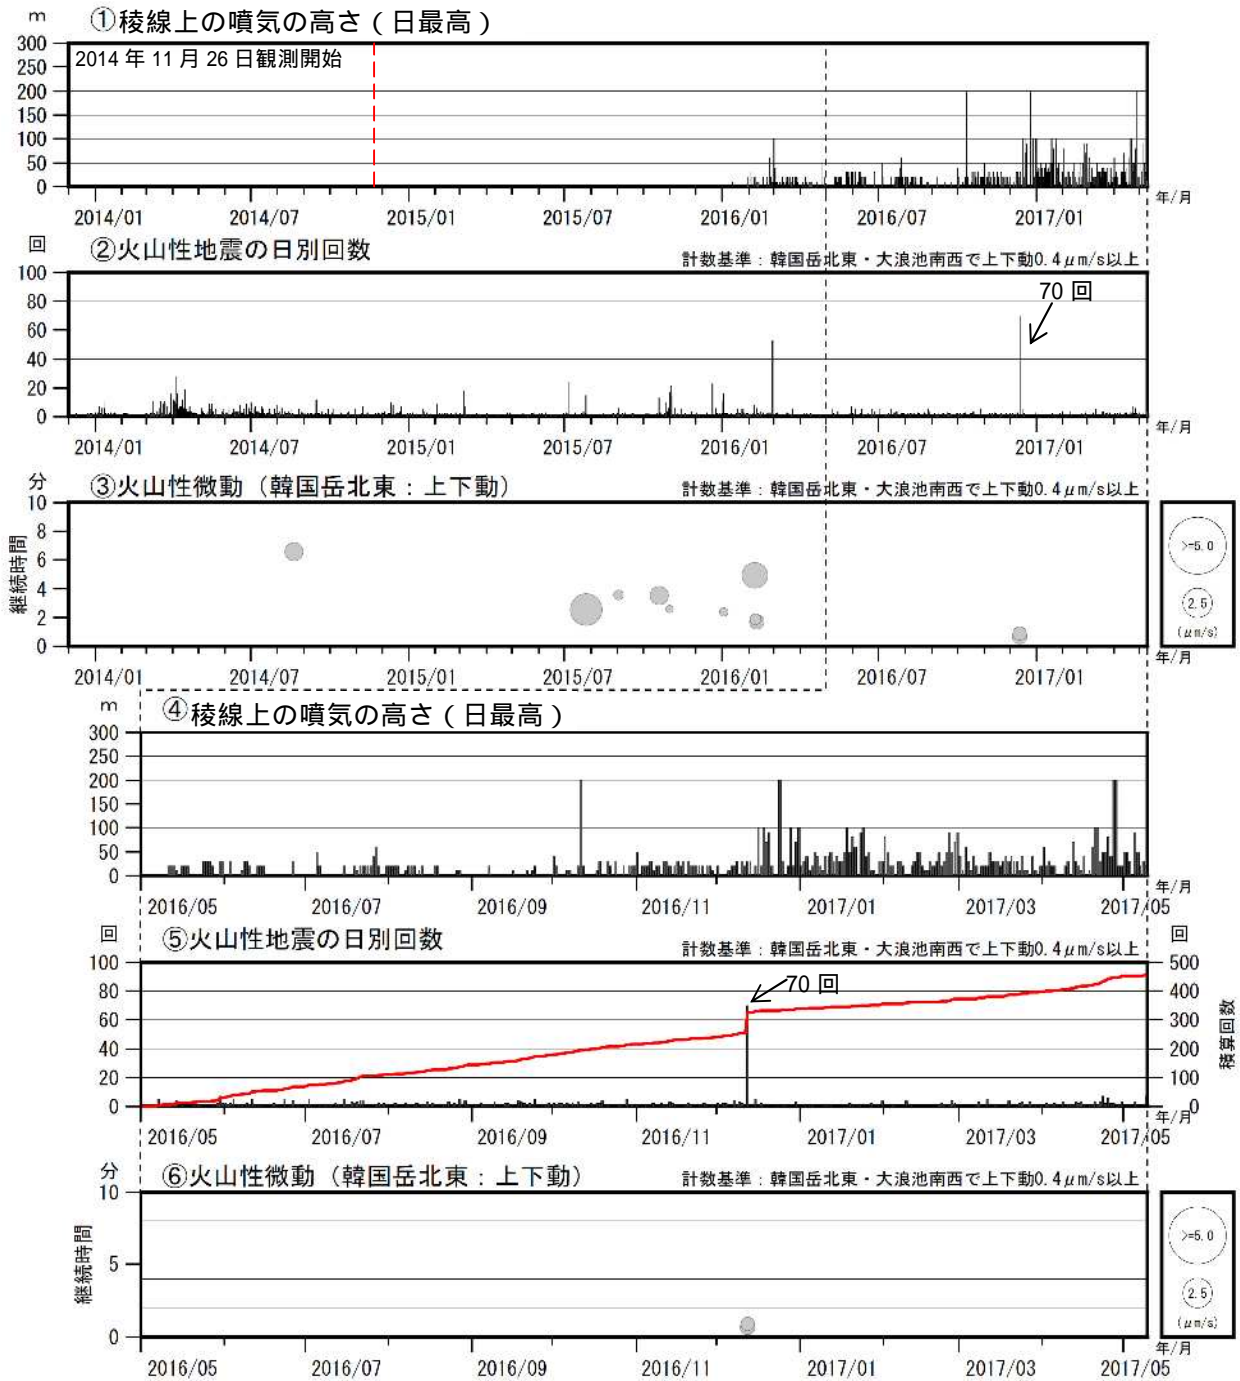 m ①稜線上の噴気の高さ(日最高)
2014 年 11 月 26 日観測開始
300
250
200
150
100
50
0
2014/01 2014/07 2015/01 2015/07 2016/01 2016/07 2017/01 年/月
回 ②火山性地震の日別回数 計数基準:韓国岳北東・大浪池南西で上下動0.4μm/s以上
70 回
100
80
60
40
20
0
2014/01 2014/07 2015/01 2015/07 2016/01 2016/07 2017/01 年/月
分 ③火山性微動(韓国岳北東:上下動) 計数基準:韓国岳北東・大浪池南西で上下動0.4μm/s以上
継続時間
10
8
6
4
2
0
>=5.0
2.5
(μm/s)
2014/01 2014/07 2015/01 2015/07 2016/01 2016/07 2017/01 年/月
m ④稜線上の噴気の高さ(日最高)
300
250
200
150
100
50
0
2016/05 2016/07 2016/09 2016/11 2017/01 2017/03 2017/05 年/月
回 ⑤火山性地震の日別回数 計数基準:韓国岳北東・大浪池南西で上下動0.4μm/s以上 回
70 回
100
80
60
40
20
0
500
400
300
200
100
0
積算回数
2016/05 2016/07 2016/09 2016/11 2017/01 2017/03 2017/05 年/月
分 ⑥火山性微動(韓国岳北東:上下動) 計数基準:韓国岳北東・大浪池南西で上下動0.4μm/s以上
継続時間
10
5
0
>=5.0
2.5
(μm/s)
2016/05 2016/07 2016/09 2016/11 2017/01 2017/03 2017/05 年/月